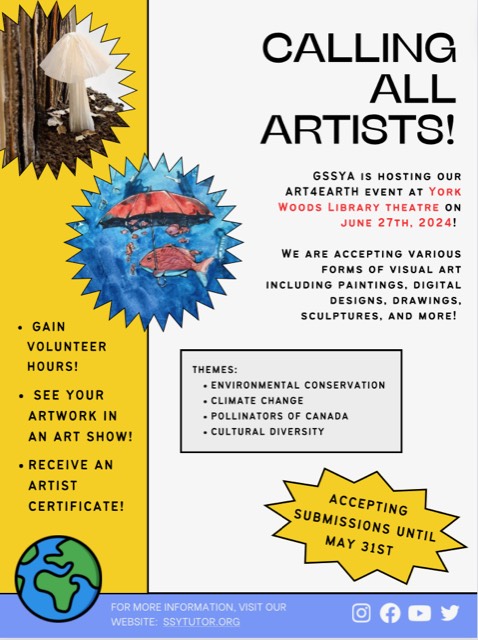 CALLING
ALL
ARTISTS!
GSSYA IS HOSTING OUR
ART4EARTH EVENT AT YORK
WOODS LIBRARY THEATRE ON
JUNE 27TH, 2024!
WE ARE ACCEPTING VARIOUS
FORMS OF VISUAL ART
INCLUDING PAINTINGS, DIGITAL
DESIGNS, DRAWINGS,
SCULPTURES, AND MORE!
• GAIN
VOLUNTEER
HOURS!
• SEE YOUR
ARTWORK IN
AN ART SHOW!
• RECEIVE AN
ARTIST
CERTIFICATE!
THEMES:
• ENVIRONMENTAL CONSERVATION
• CLIMATE CHANGE
• POLLINATORS OF CANADA
• CULTURAL DIVERSITY
ACCEPTING
SUBMISSIONS UNTIL
MAY 31ST
FOR MORE INFORMATION, VISIT OUR
WEBSITE: SSYTUTOR.ORG